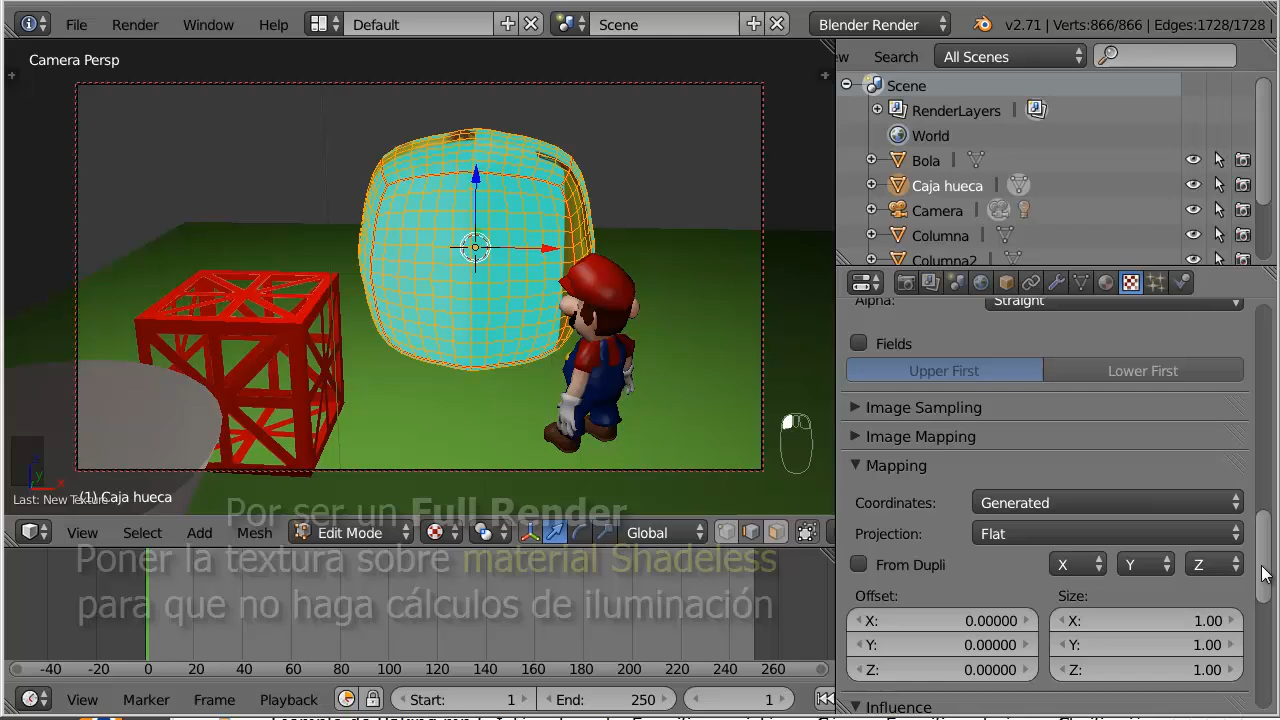 File Render Window Help Default Scene Blender Render v2.71 | Verts:866/866 | Edges:1728/1728 |
Camera Persp
Search All Scenes
Scene
RenderLayers
World
Bola
Caja hueca
Camera
Columna
Columna2
Alpha: Straight
Fields
Upper First Lower First
Image Sampling
Image Mapping
Mapping
Coordinates: Generated
Projection: Flat
From Dupli X Y Z
Offset: Size:
X: 0.00000 X: 1.00
Y: 0.00000 Y: 1.00
Z: 0.00000 Z: 1.00
Influence
Last: New Texture
(1) Caja hueca
Por ser un Full Render
View Select Add Mesh Edit Mode Global
Poner la textura sobre material Shadeless
para que no haga cálculos de iluminación
-40 -20 0 20 40 60 80 100 120 140 160 180 200 220 240 260
View Marker Frame Playback Start: 1 End: 250 1